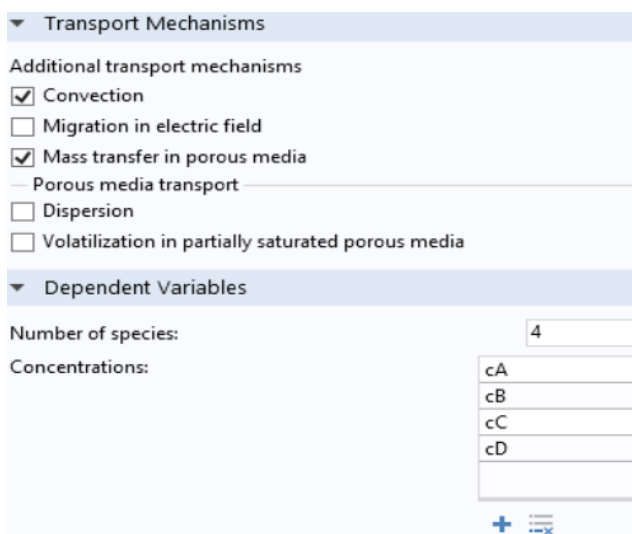 Transport Mechanisms
Additional transport mechanisms
Convection
Migration in electric field
Mass transfer in porous media
Porous media transport
Dispersion
Volatilization in partially saturated porous media
Dependent Variables
Number of species: 4
Concentrations: cA
cB
cC
cD